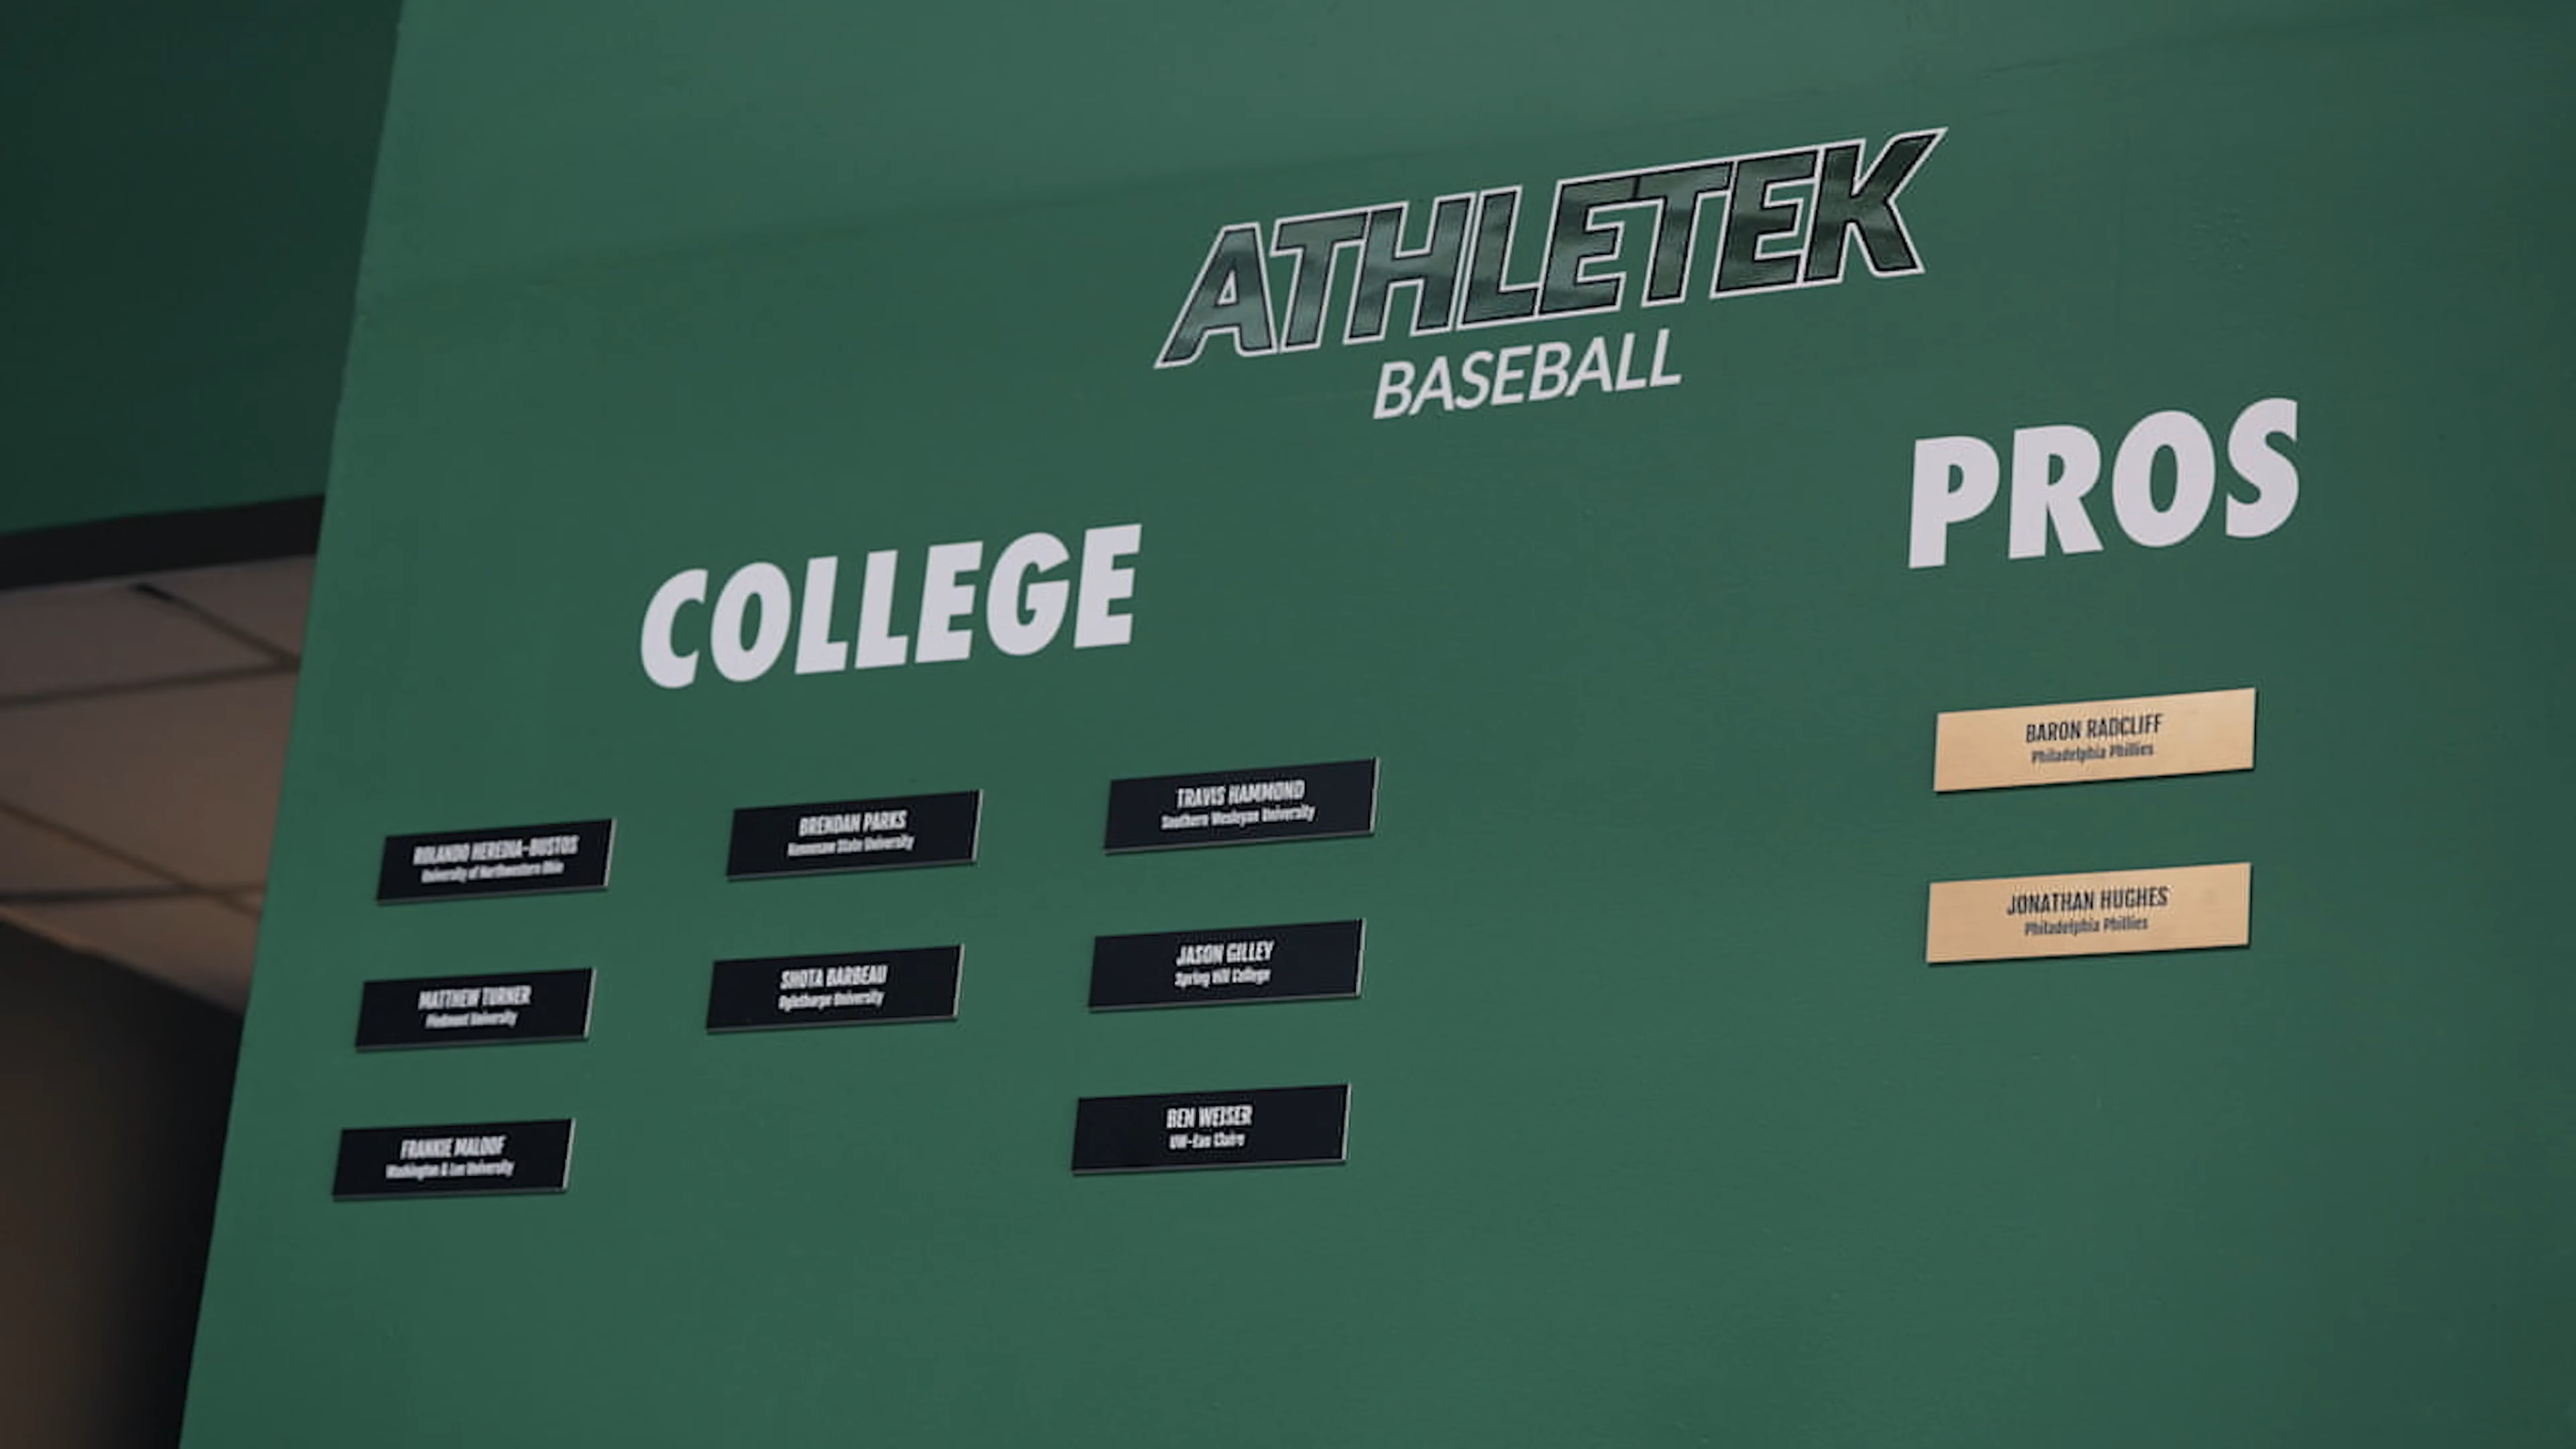 ATHLETEK
BASEBALL
COLLEGE
PROS
ROLANDO HEREDIA-BUSTOS
University of Northwestern Ohio
MATTHEW TURNER
Piedmont University
FRANKIE MALOOF
Washington & Lee University
BRENDAN PARKS
Kennesaw State University
SHOTA BARBEAU
Oglethorpe University
TRAVIS HAMMOND
Southern Wesleyan University
JASON GILLEY
Spring Hill College
BEN WEISER
UW-Eau Claire
BARON RADCLIFF
Philadelphia Phillies
JONATHAN HUGHES
Philadelphia Phillies